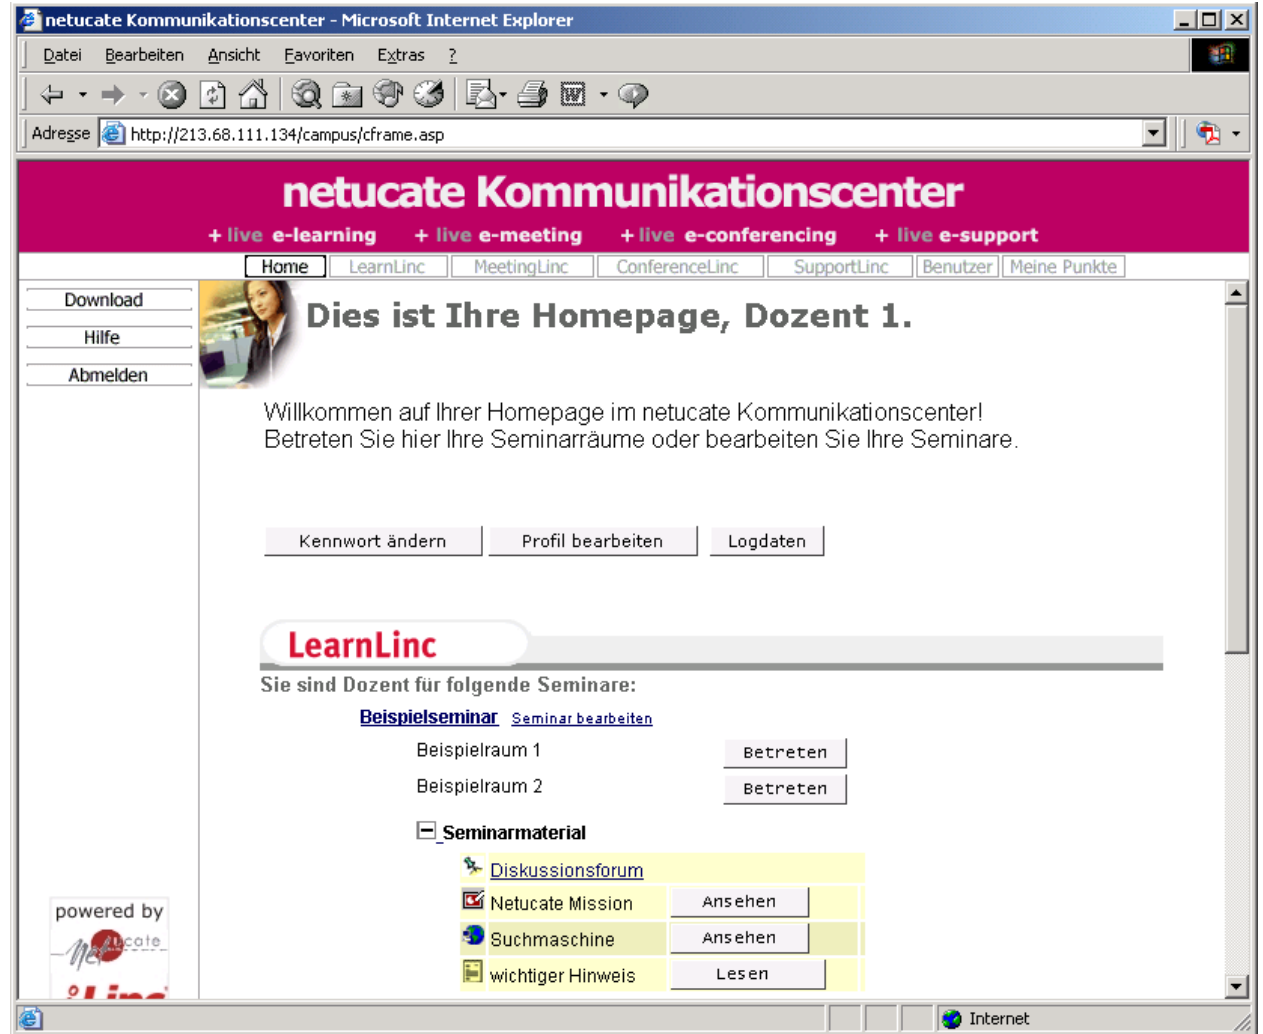 netucate Kommunikationscenter - Microsoft Internet Explorer
Datei Bearbeiten Ansicht Favoriten Extras ?
Adresse http://213.68.111.134/campus/cframe.asp
netucate Kommunikationscenter
+ live e-learning + live e-meeting + live e-conferencing + live e-support
Home LearnLinc MeetingLinc ConferenceLinc SupportLinc Benutzer Meine Punkte
Download
Hilfe
Abmelden
Dies ist Ihre Homepage, Dozent 1.
Willkommen auf Ihrer Homepage im netucate Kommunikationscenter!
Betreten Sie hier Ihre Seminarräume oder bearbeiten Sie Ihre Seminare.
Kennwort ändern Profil bearbeiten Logdaten
LearnLinc
Sie sind Dozent für folgende Seminare:
Beispielseminar Seminar bearbeiten
Beispielraum 1 Betreten
Beispielraum 2 Betreten
Seminarmaterial
Diskussionsforum
Netucate Mission Ansehen
Suchmaschine Ansehen
wichtiger Hinweis Lesen
powered by
Netucate
Internet